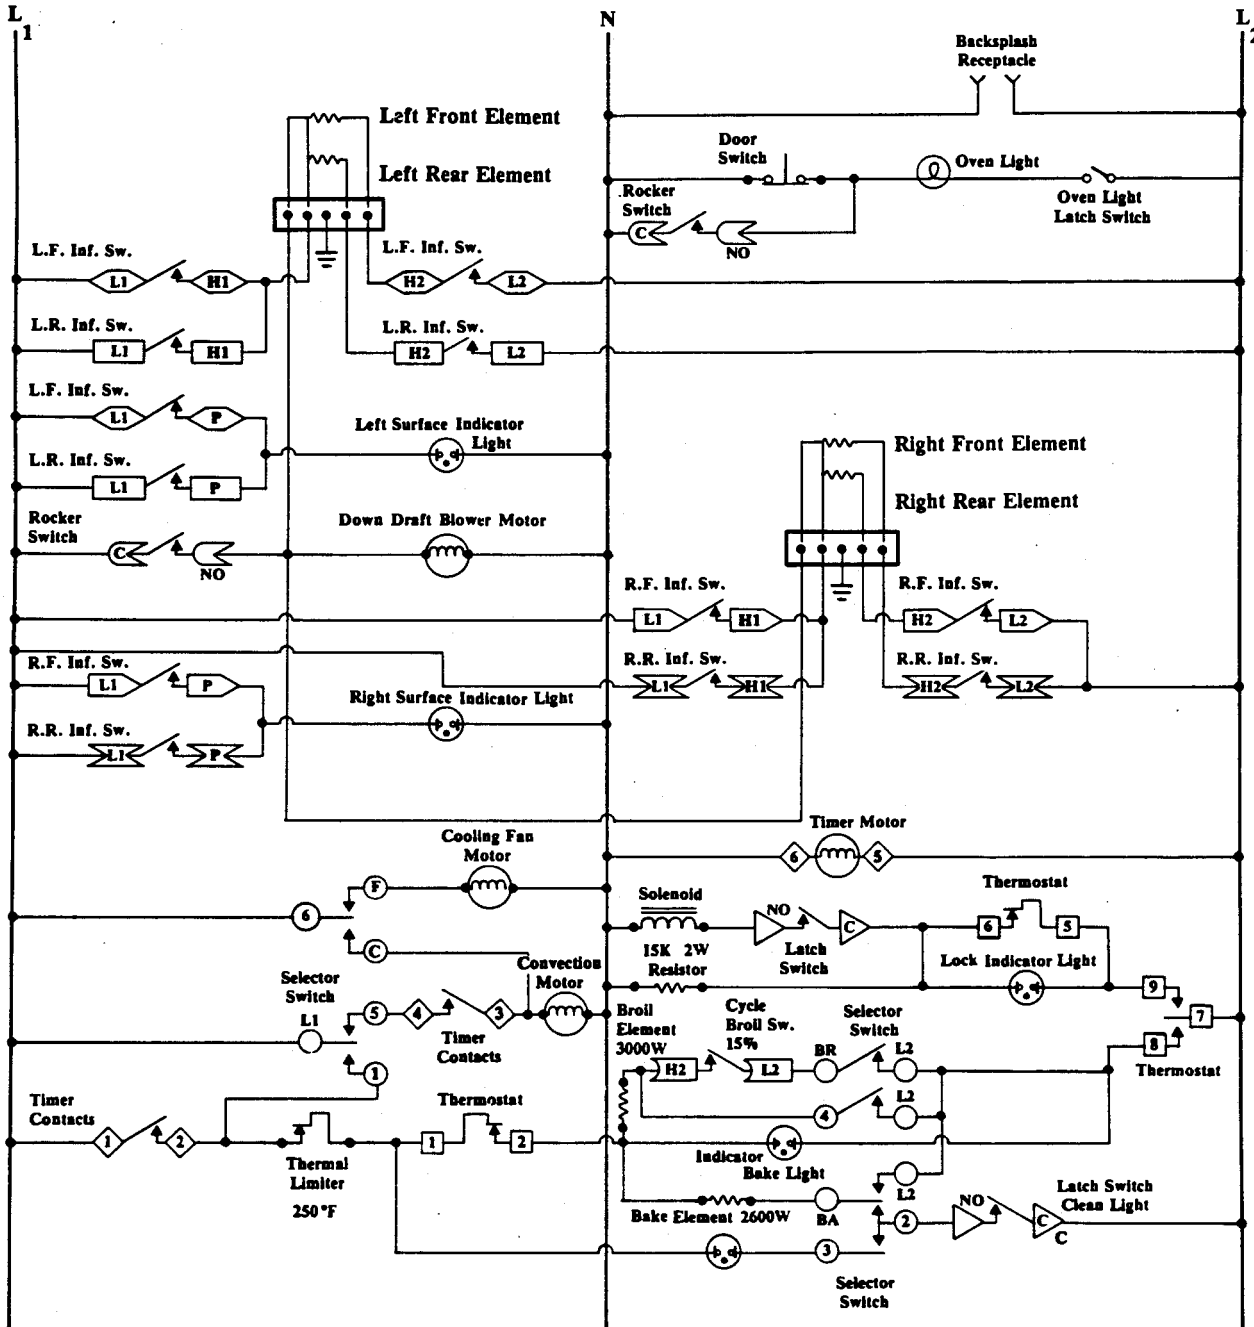 L1
N
L2
Backsplash
Receptacle
Left Front Element
Left Rear Element
Door
Switch
Oven Light
Rocker
Switch
Oven Light
Latch Switch
C
NO
L.F. Inf. Sw.
L1
H1
L.F. Inf. Sw.
H2
L2
L.R. Inf. Sw.
L1
H1
L.R. Inf. Sw.
H2
L2
L.F. Inf. Sw.
L1
P
Left Surface Indicator
Light
L.R. Inf. Sw.
L1
P
Right Front Element
Right Rear Element
Rocker
Switch
C
NO
Down Draft Blower Motor
R.F. Inf. Sw.
L1
H1
R.F. Inf. Sw.
H2
L2
R.F. Inf. Sw.
L1
P
R.R. Inf. Sw.
L1
H1
R.R. Inf. Sw.
H2
L2
Right Surface Indicator Light
R.R. Inf. Sw.
L1
P
Timer Motor
6
5
Cooling Fan
Motor
6
F
C
Solenoid
NO
C
Latch
Switch
Thermostat
6
5
15K 2W
Resistor
Lock Indicator Light
9
7
8
Thermostat
Selector
Switch
L1
5
4
3
1
Timer
Contacts
Convection
Motor
Broil
Element
3000W
Cycle
Broil Sw.
15%
H2
L2
Selector
Switch
BR
L2
4
L2
Timer
Contacts
1
2
Thermal
Limiter
250°F
Thermostat
1
2
Indicator
Bake Light
Bake Element 2600W
BA
L2
2
NO
C
C
Latch Switch
Clean Light
3
Selector
Switch